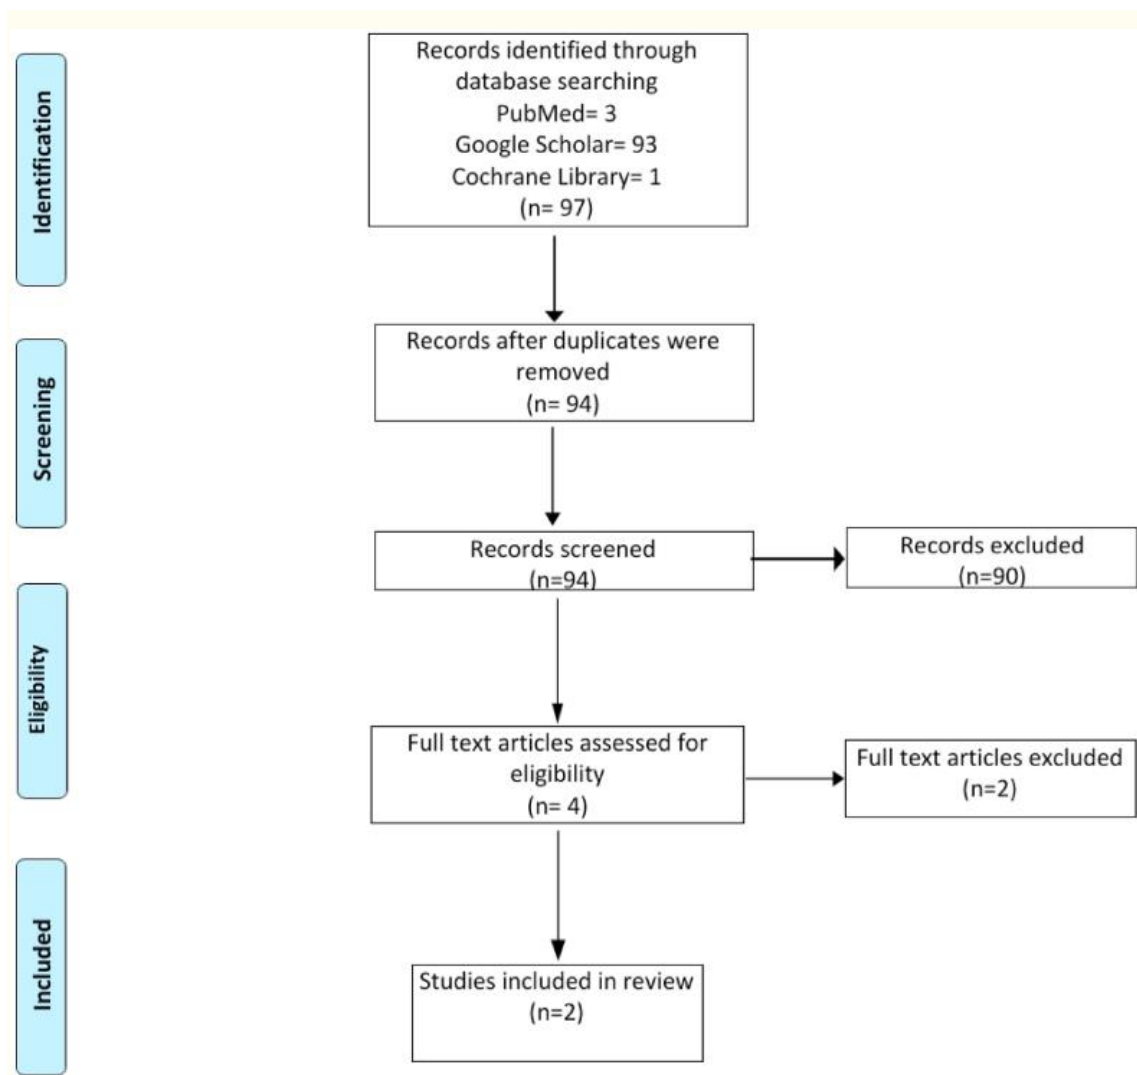 Identification
Records identified through
database searching
PubMed= 3
Google Scholar= 93
Cochrane Library= 1
(n= 97)
Screening
Records after duplicates were
removed
(n= 94)
Records screened
(n=94)
Records excluded
(n=90)
Eligibility
Full text articles assessed for
eligibility
(n= 4)
Full text articles excluded
(n=2)
Included
Studies included in review
(n=2)